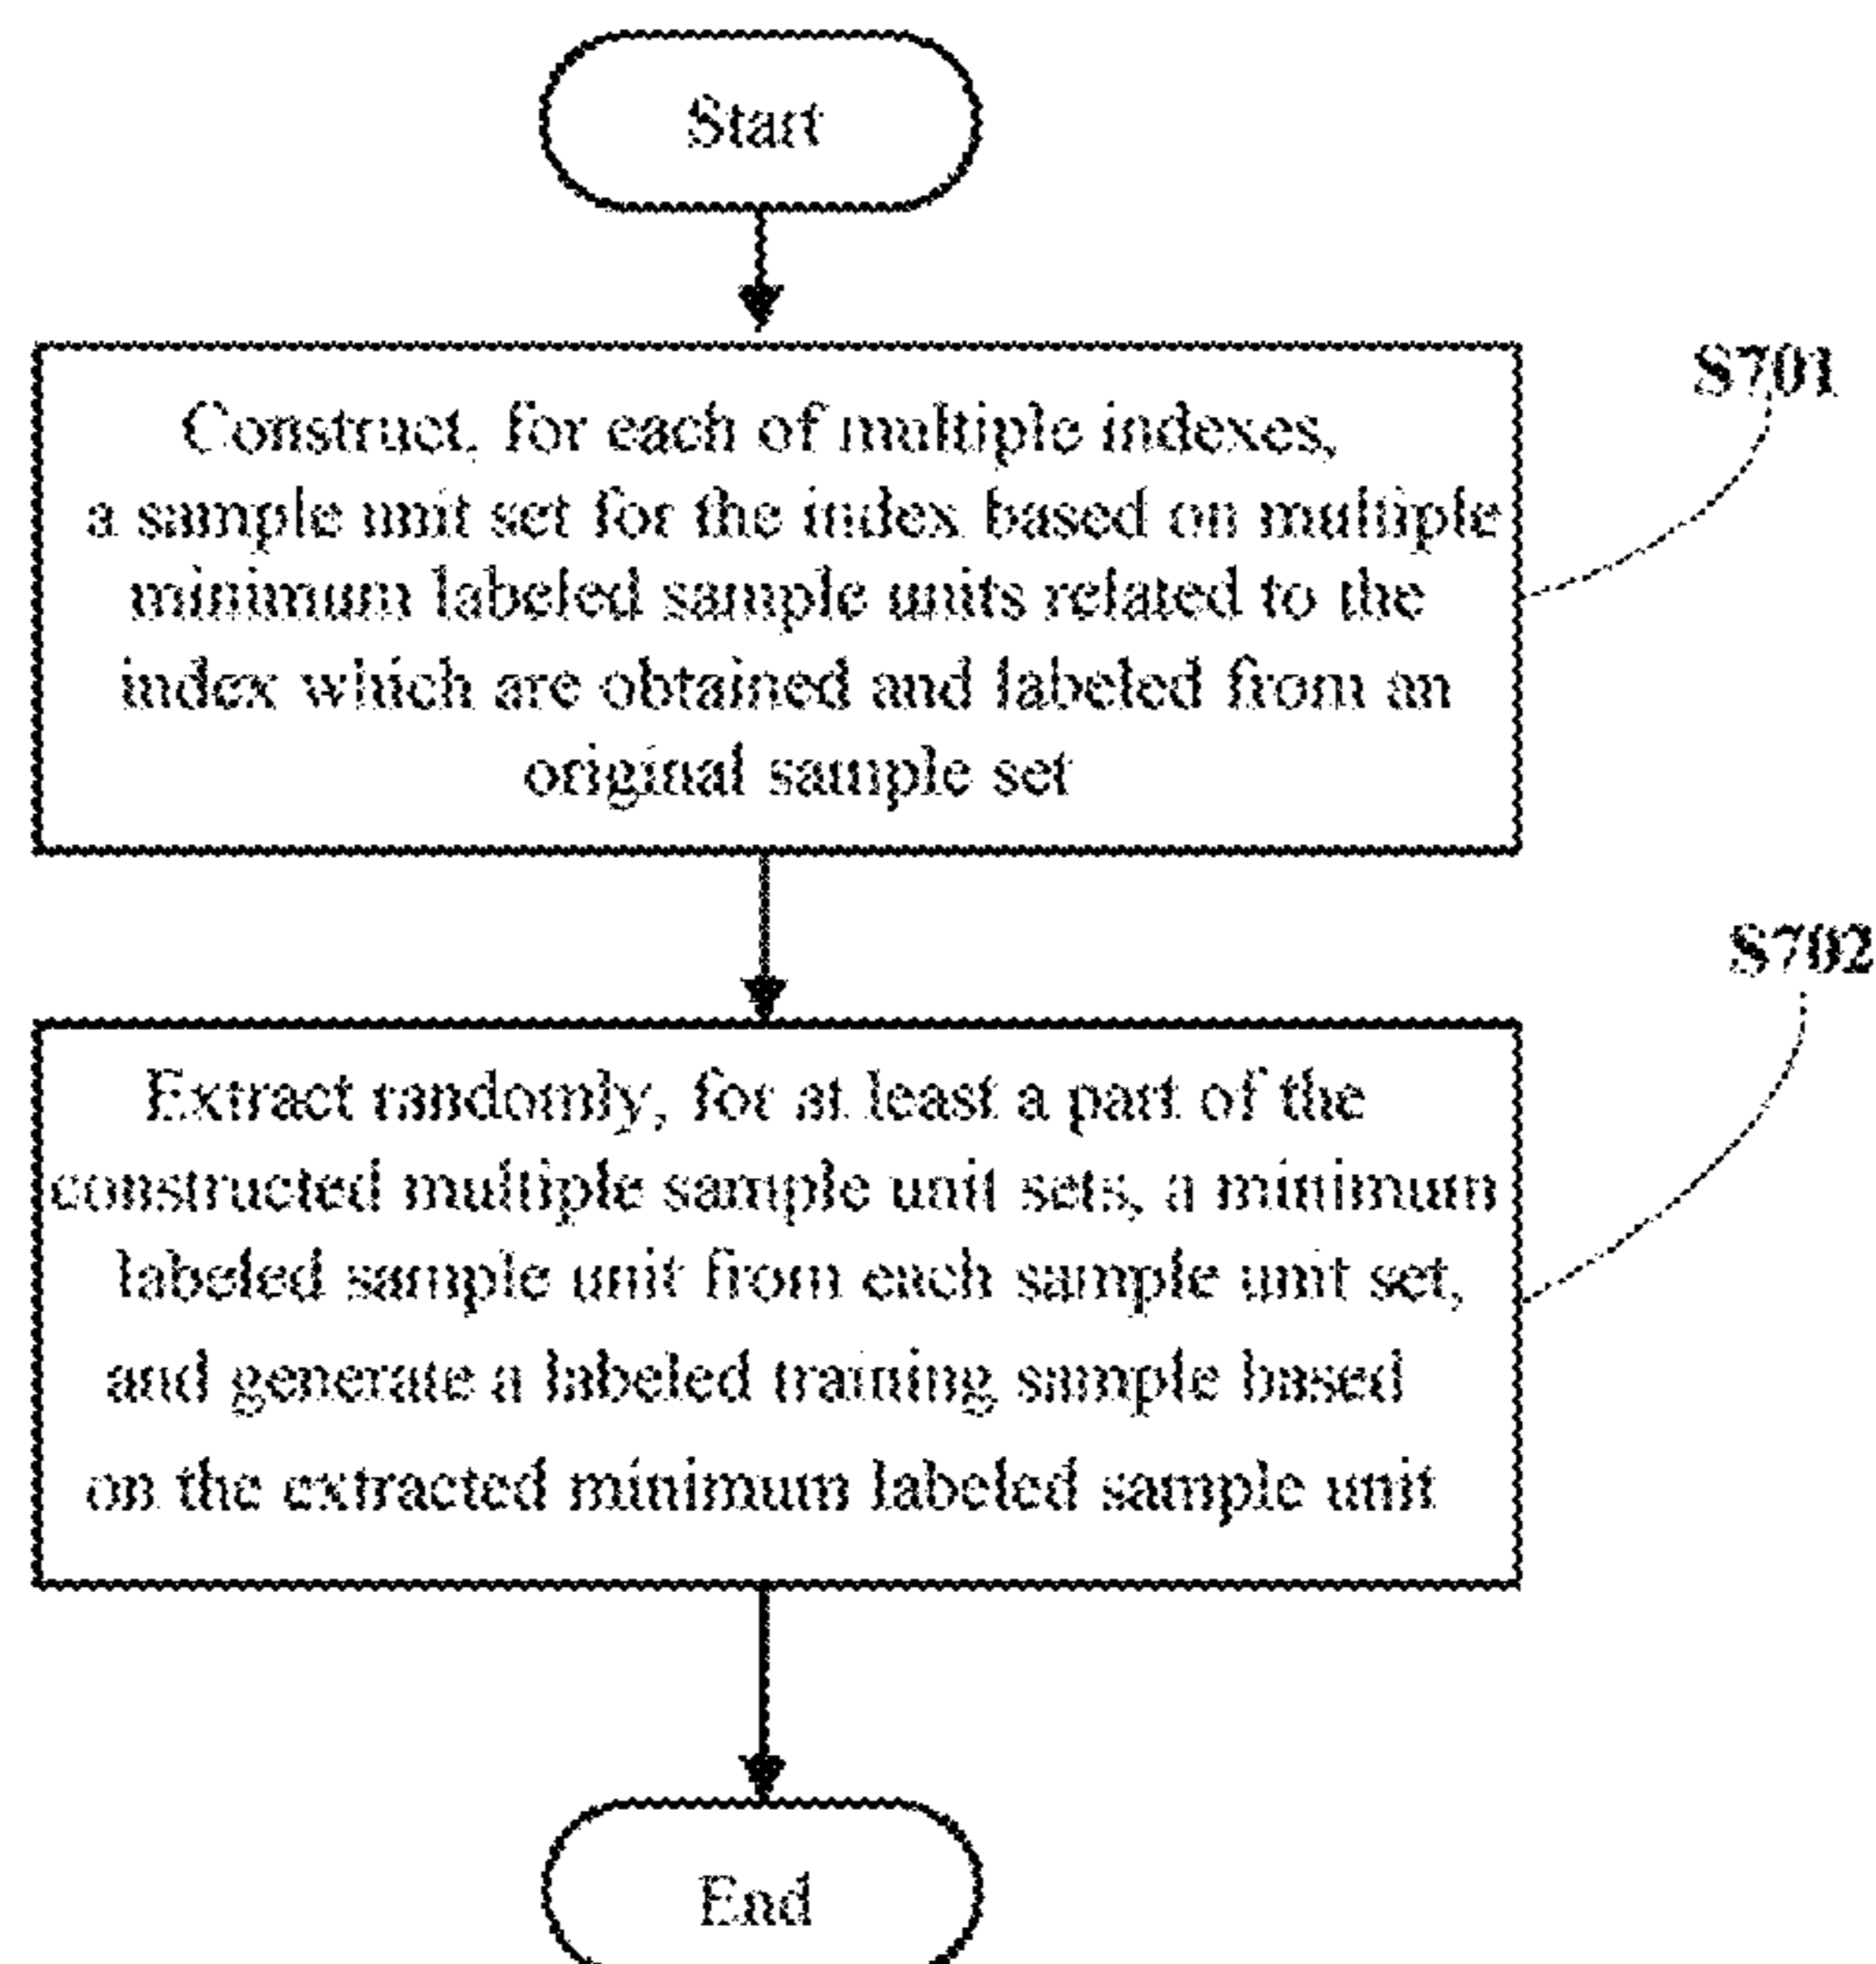 Start
S701
Construct, for each of multiple indexes,
a sample unit set for the index based on multiple
minimum labeled sample units related to the
index which are obtained and labeled from an
original sample set
S702
Extract randomly, for at least a part of the
constructed multiple sample unit sets, a minimum
labeled sample unit from each sample unit set,
and generate a labeled training sample based
on the extracted minimum labeled sample unit
End